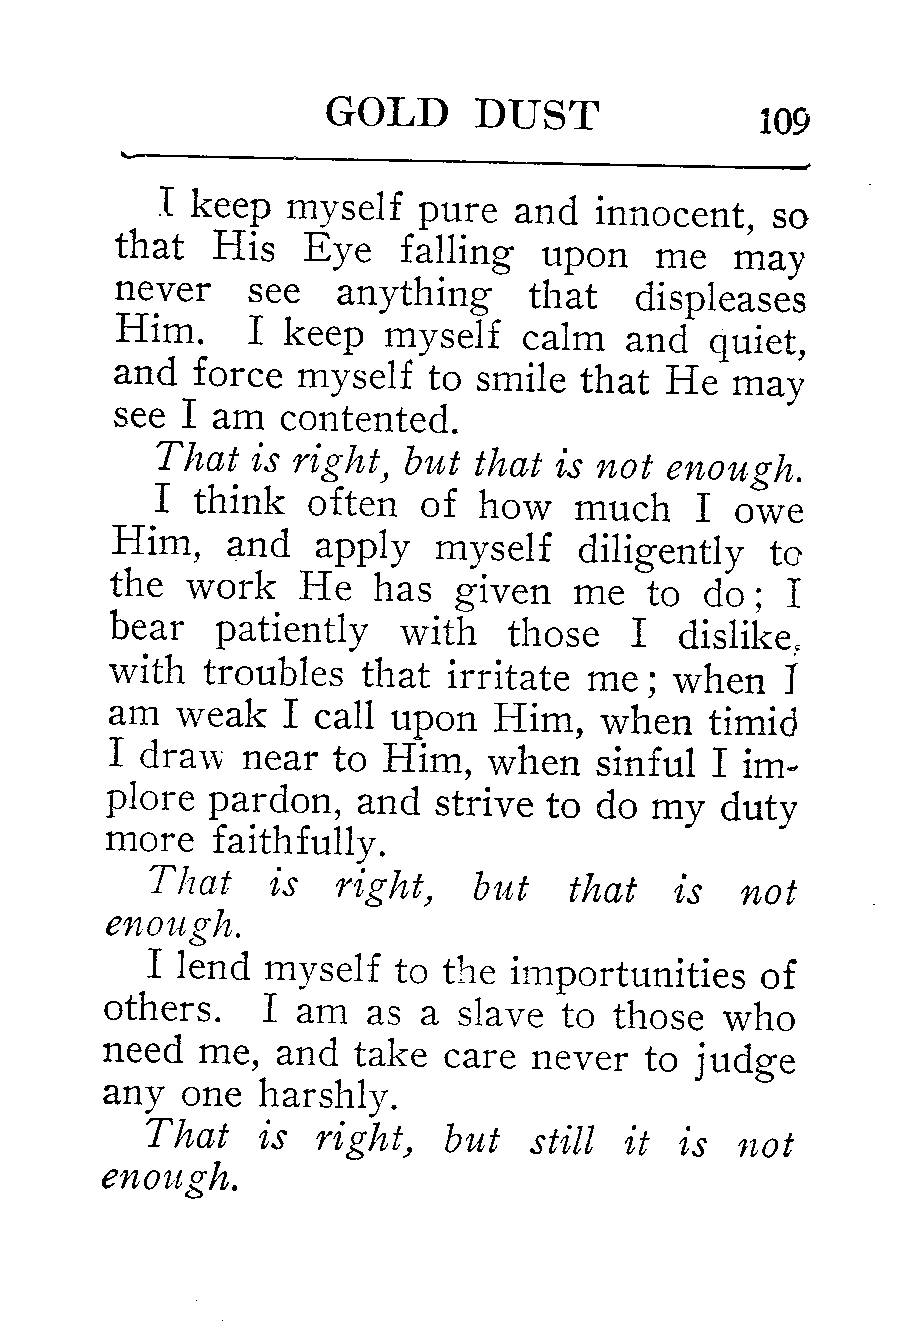 GOLD DUST 109
I keep myself pure and innocent, so
that His Eye falling upon me may
never see anything that displeases
Him. I keep myself calm and quiet,
and force myself to smile that He may
see I am contented.
That is right, but that is not enough.
I think often of how much I owe
Him, and apply myself diligently to
the work He has given me to do; I
bear patiently with those I dislike,
with troubles that irritate me; when I
am weak I call upon Him, when timid
I draw near to Him, when sinful I im-
plore pardon, and strive to do my duty
more faithfully.
That is right, but that is not
enough.
I lend myself to the importunities of
others. I am as a slave to those who
need me, and take care never to judge
any one harshly.
That is right, but still it is not
enough.